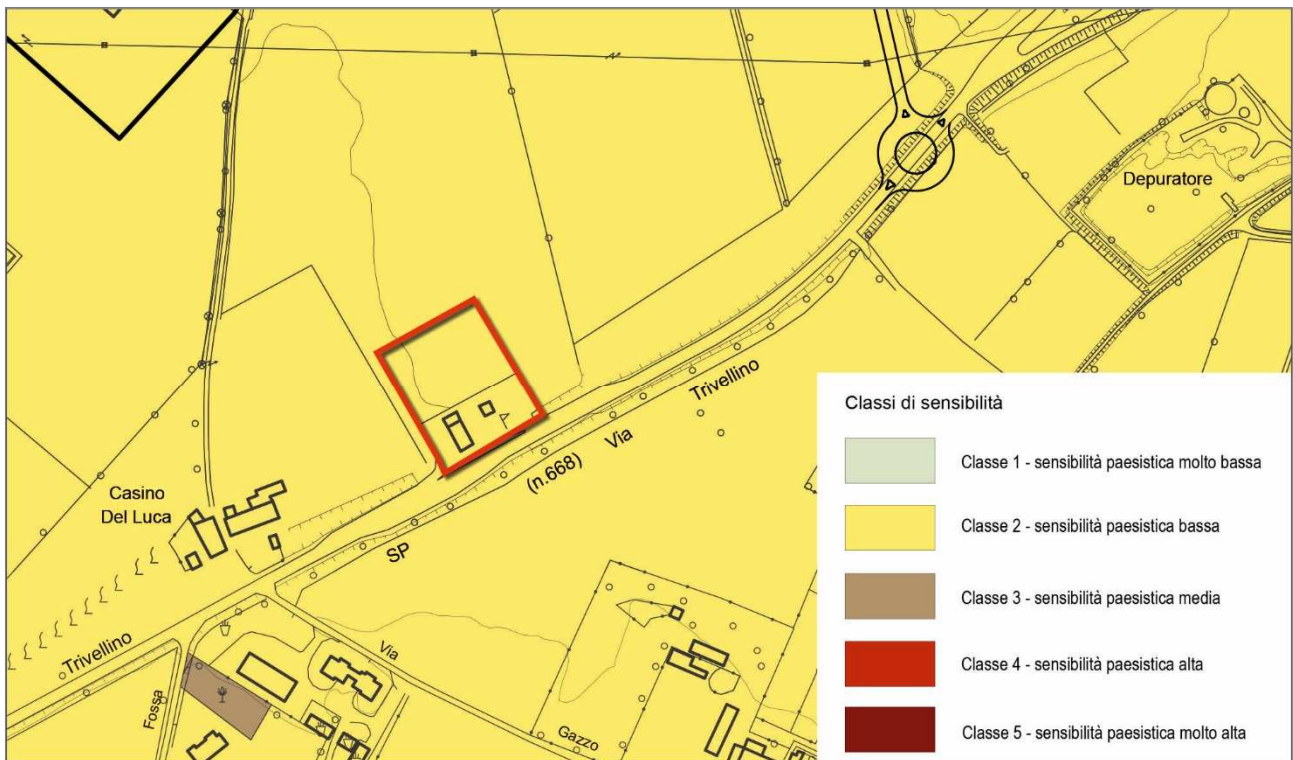 Depuratore
Trivellino
Via
(n.668)
SP
Casino
Del Luca
Trivellino
Fossa
Via
Gazzo
Classi di sensibilità
Classe 1 - sensibilità paesistica molto bassa
Classe 2 - sensibilità paesistica bassa
Classe 3 - sensibilità paesistica media
Classe 4 - sensibilità paesistica alta
Classe 5 - sensibilità paesistica molto alta